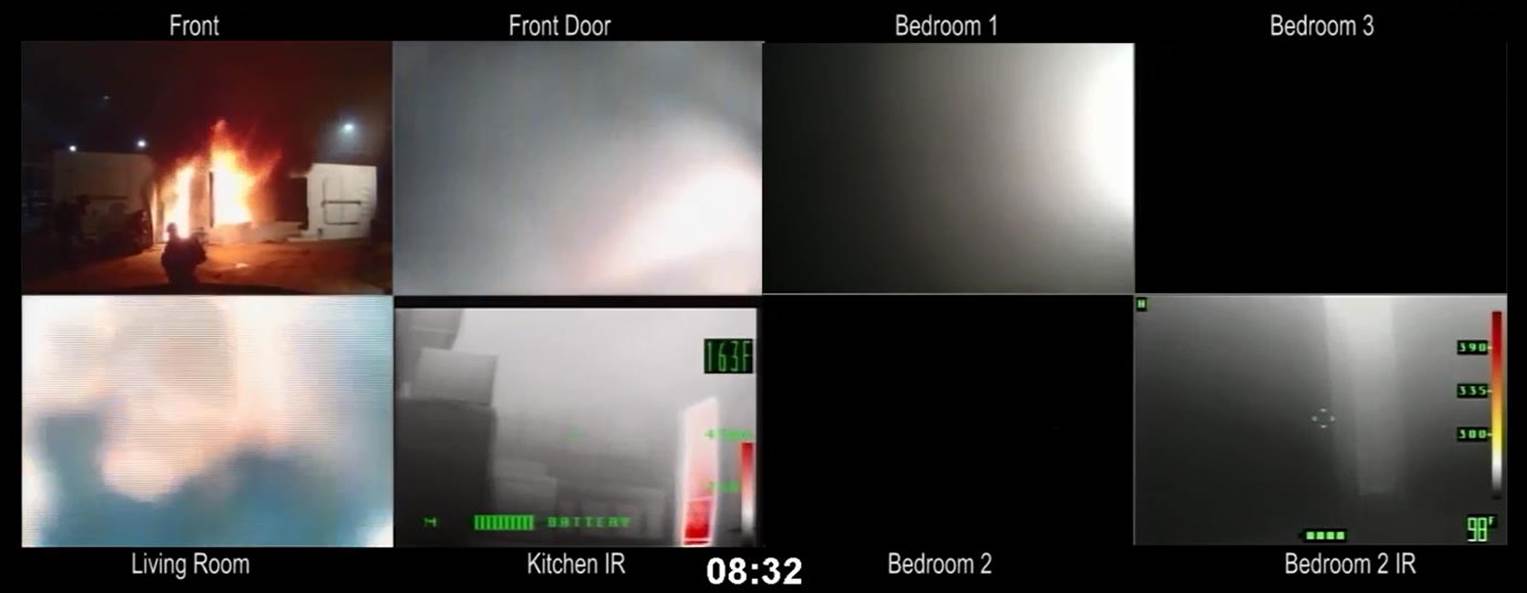 Front
Front Door
Bedroom 1
Bedroom 3
163F
BATTERY
H
390
335
300
98F
Living Room
Kitchen IR
08:32
Bedroom 2
Bedroom 2 IR